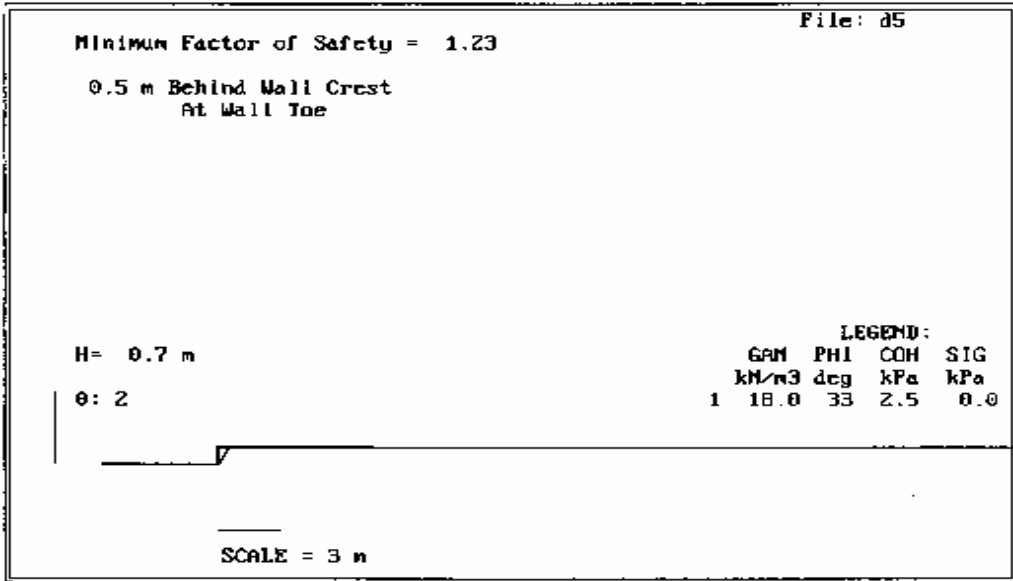 File: d5
Minimum Factor of Safety = 1.23
0.5 m Behind Wall Crest
At Wall Toe
LEGEND:
H= 0.7 m
GAM PHI COH SIG
kN/m3 deg kPa kPa
θ: 2
1 18.0 33 2.5 0.0
SCALE = 3 m